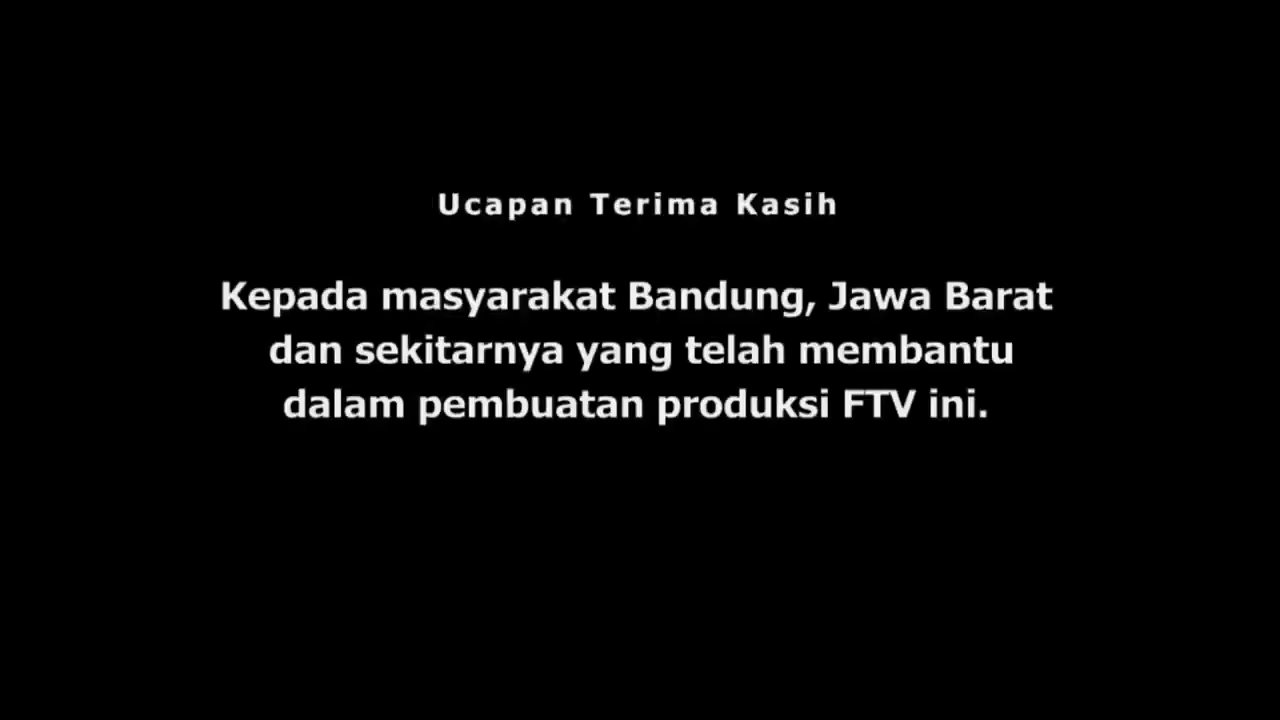 Ucapan Terima Kasih
Kepada masyarakat Bandung, Jawa Barat
dan sekitarnya yang telah membantu
dalam pembuatan produksi FTV ini.